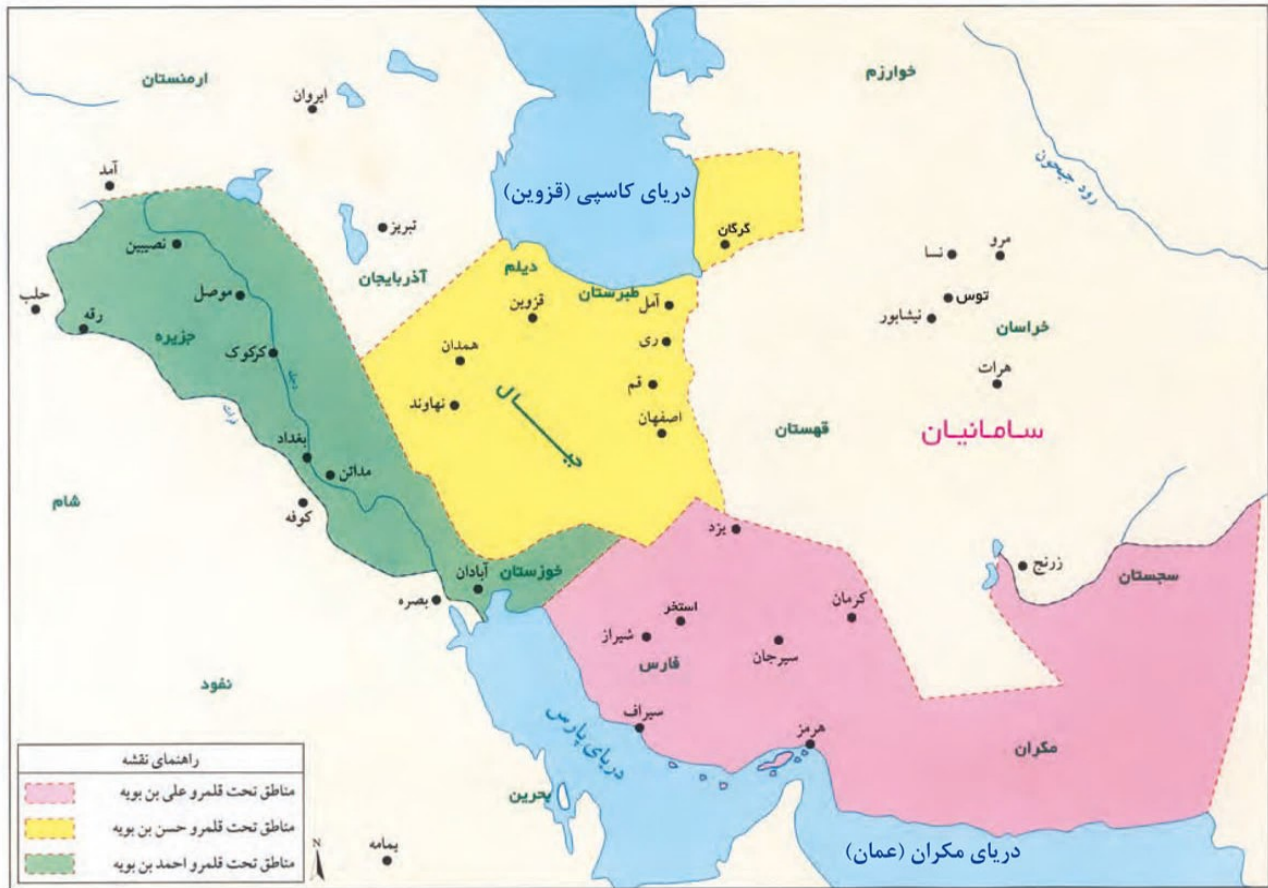 ارمنستان
ایروان
خوارزم
رود جیحون
آمد
دریای کاسپی (قزوین)
گرگان
تبریز
آذربایجان
نصیبین
موصل
حلب
رقه
جزیره
کرکوک
دجله
فرات
دیلم
طبرستان
قزوین
آمل
همدان
ری
نهاوند
قم
اصفهان
جبال
مرو
نسا
توس
نیشابور
خراسان
هرات
قهستان
سامانیان
بغداد
مدائن
کوفه
شام
خوزستان
آبادان
بصره
یزد
زرنج
سجستان
کرمان
استخر
شیراز
سیرجان
فارس
نفود
سیراف
هرمز
مکران
دریای پارس
بحرین
یمامه
دریای مکران (عمان)
راهنمای نقشه
مناطق تحت قلمرو علی بن بویه
مناطق تحت قلمرو حسن بن بویه
مناطق تحت قلمرو احمد بن بویه
N